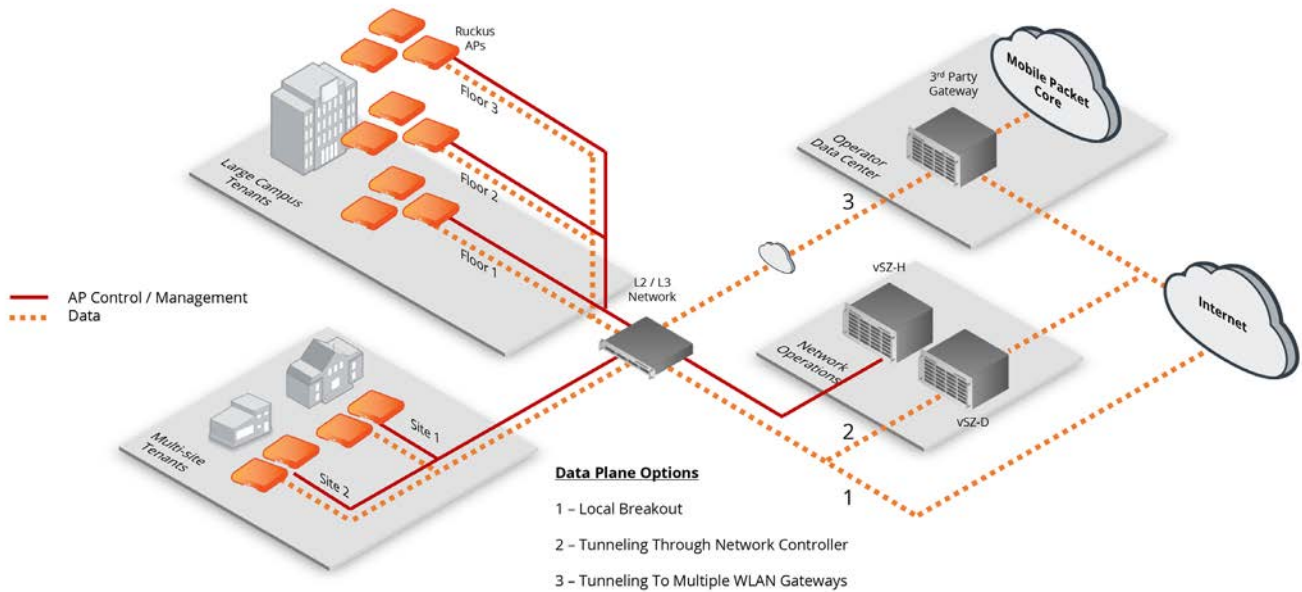 Ruckus
APs
Floor 3
Floor 2
Floor 1
Large Campus
Tenants
L2 / L3
Network
AP Control / Management
Data
Site 1
Site 2
Multi-site
Tenants
3rd Party
Gateway
Mobile Packet
Core
Operator
Data Center
3
vSZ-H
Network
Operations
vSZ-D
Internet
2
1
Data Plane Options
1 – Local Breakout
2 – Tunneling Through Network Controller
3 – Tunneling To Multiple WLAN Gateways